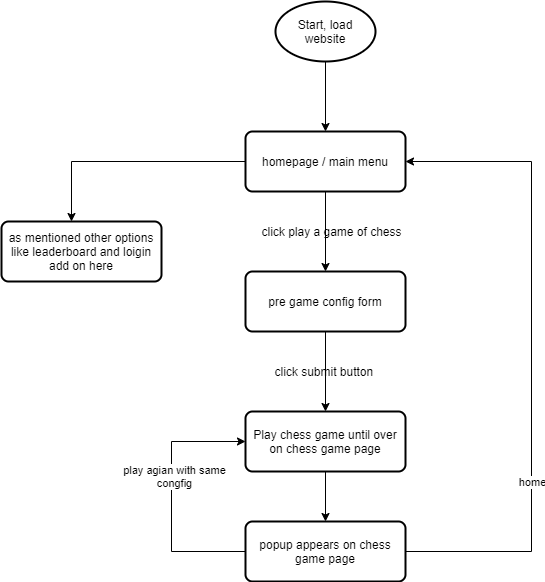 Start, load
website
homepage / main menu
as mentioned other options
like leaderboard and loigin
add on here
click play a game of chess
pre game config form
click submit button
Play chess game until over
on chess game page
play agian with same
congfig
home
popup appears on chess
game page